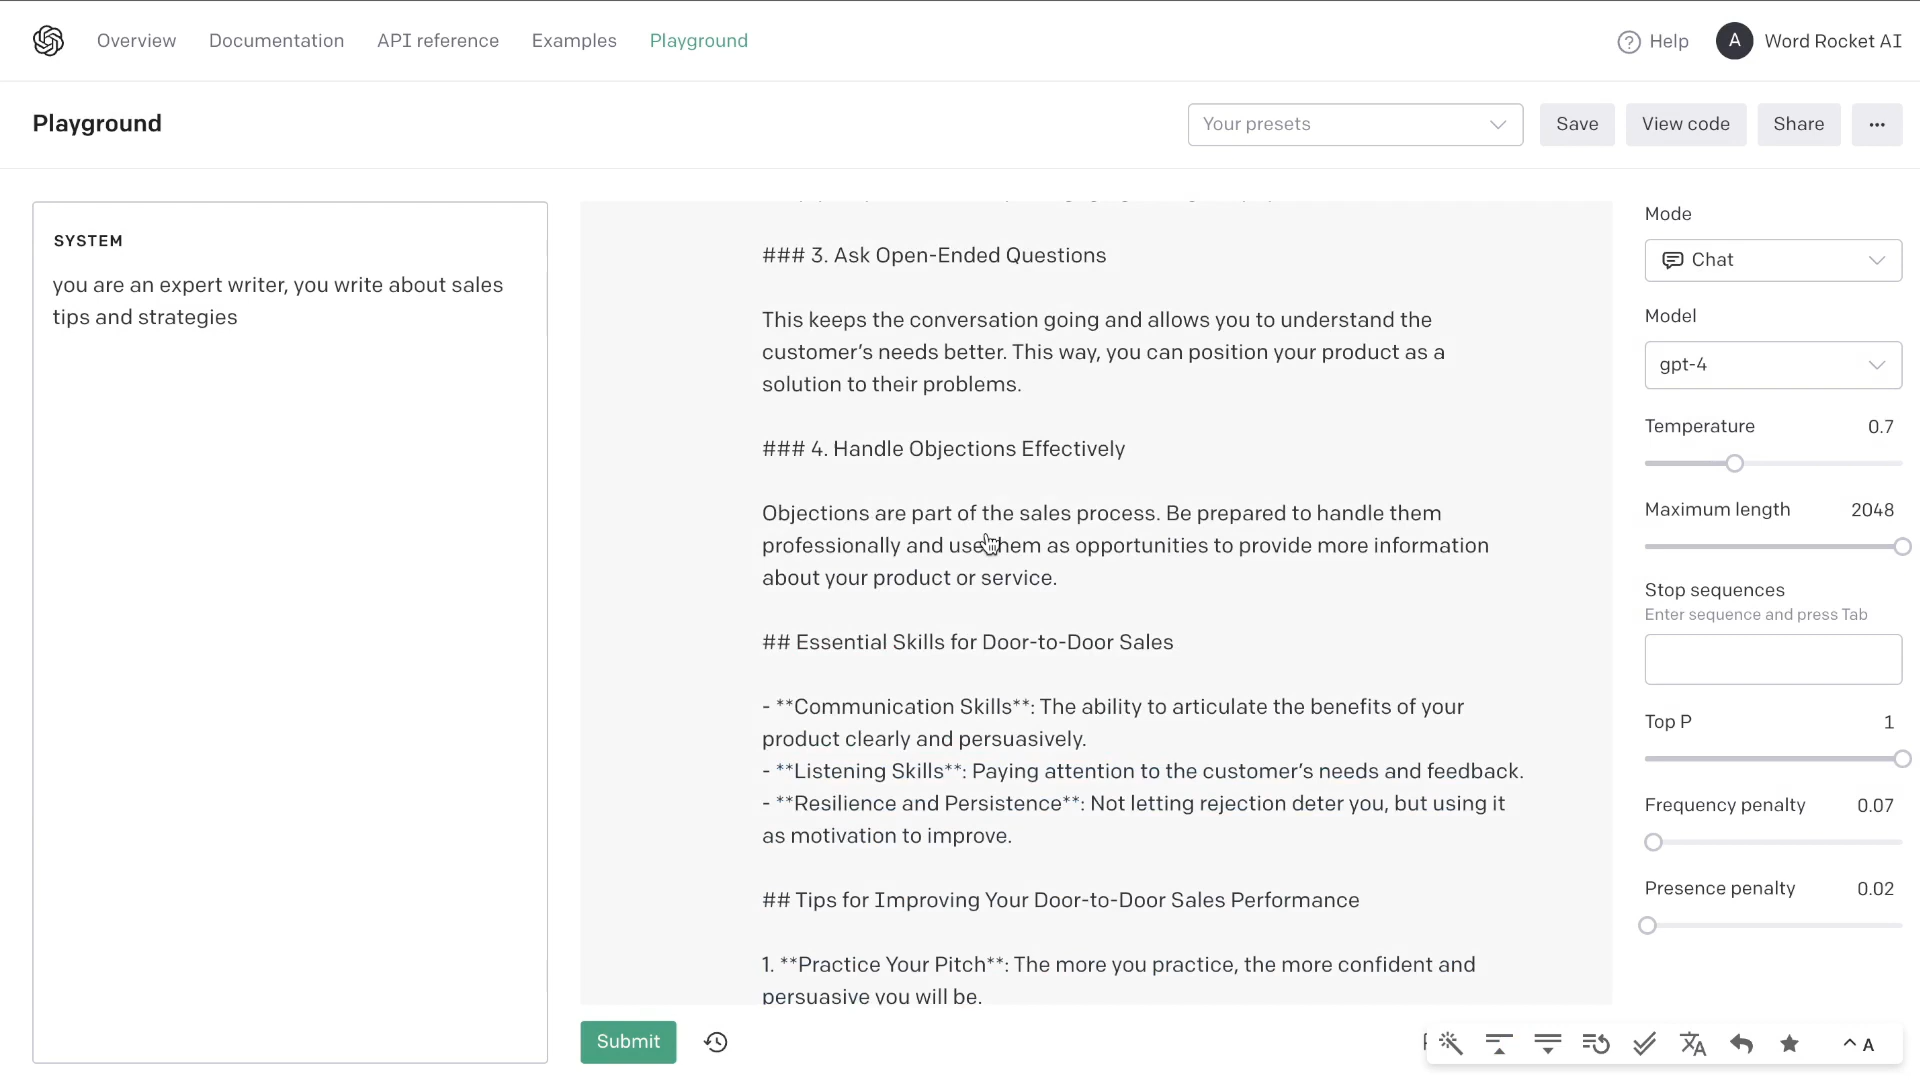 Overview Documentation API reference Examples Playground Help A Word Rocket AI
Playground
Your presets Save View code Share ...
SYSTEM
you are an expert writer, you write about sales
tips and strategies
### 3. Ask Open-Ended Questions
This keeps the conversation going and allows you to understand the
customer’s needs better. This way, you can position your product as a
solution to their problems.
### 4. Handle Objections Effectively
Objections are part of the sales process. Be prepared to handle them
professionally and use them as opportunities to provide more information
about your product or service.
## Essential Skills for Door-to-Door Sales
- **Communication Skills**: The ability to articulate the benefits of your
product clearly and persuasively.
- **Listening Skills**: Paying attention to the customer’s needs and feedback.
- **Resilience and Persistence**: Not letting rejection deter you, but using it
as motivation to improve.
## Tips for Improving Your Door-to-Door Sales Performance
1. **Practice Your Pitch**: The more you practice, the more confident and
persuasive you will be.
Submit
Mode
Chat
Model
gpt-4
Temperature 0.7
Maximum length 2048
Stop sequences
Enter sequence and press Tab
Top P 1
Frequency penalty 0.07
Presence penalty 0.02
A